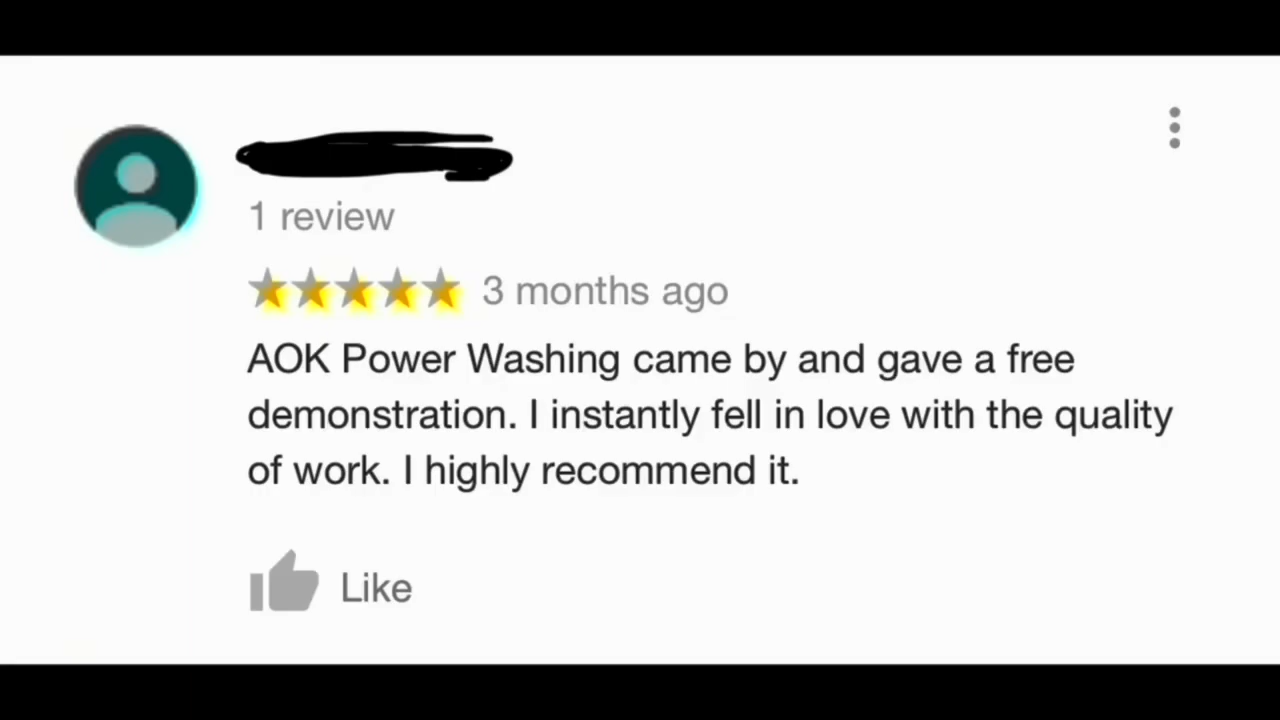 1 review
3 months ago
AOK Power Washing came by and gave a free
demonstration. I instantly fell in love with the quality
of work. I highly recommend it.
Like